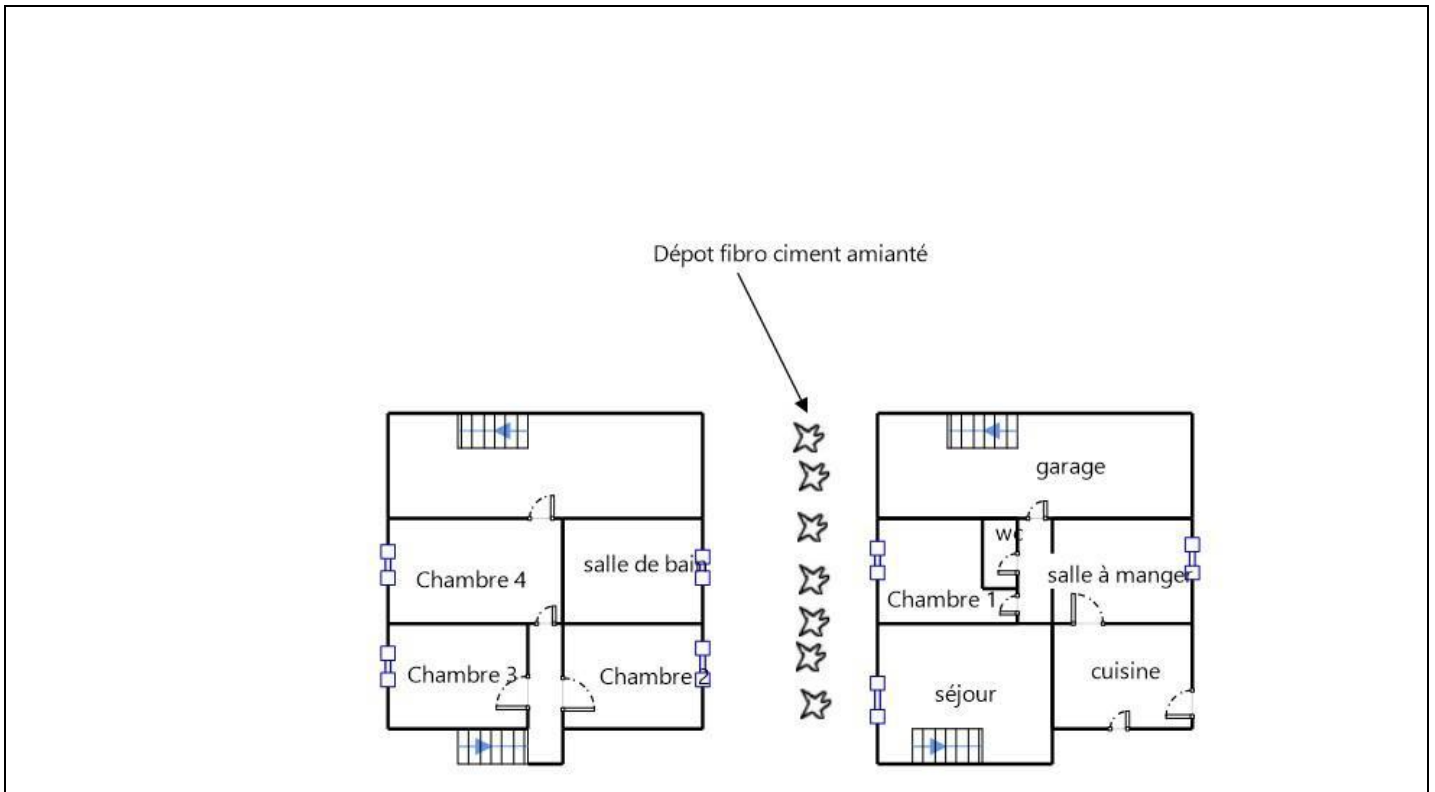 Dépot fibro ciment amianté
garage
wc
salle de bain
Chambre 4
salle à manger
Chambre 1
Chambre 3
Chambre 2
cuisine
séjour